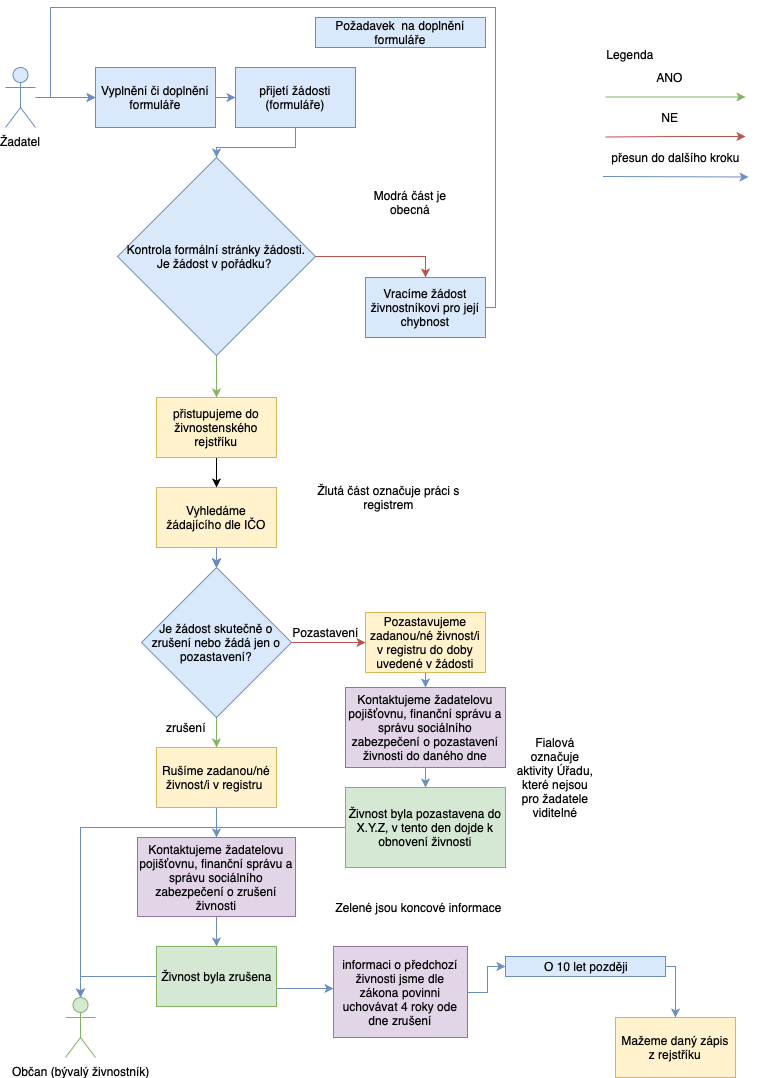 Požadavek na doplnění
formuláře
Legenda
ANO
NE
přesun do dalšího kroku
Vyplnění či doplnění
formuláře
přijetí žádosti
(formuláře)
Žadatel
Modrá část je
obecná
Kontrola formální stránky žádosti.
Je žádost v pořádku?
Vracíme žádost
živnostníkovi pro její
chybnost
přistupujeme do
živnostenského
rejstříku
Žlutá část označuje práci s
registrem
Vyhledáme
žádajícího dle IČO
Je žádost skutečně o
zrušení nebo žádá jen o
pozastavení?
Pozastavení
Pozastavujeme
zadanou/né živnost/i
v registru do doby
uvedené v žádosti
Kontaktujeme žadatelovu
pojišťovnu, finanční správu a
správu sociálního
zabezpečení o pozastavení
živnosti do daného dne
zrušení
Rušíme zadanou/né
živnost/i v registru
Fialová
označuje
aktivity Úřadu,
které nejsou
pro žadatele
viditelné
Živnost byla pozastavena do
X.Y.Z, v tento den dojde k
obnovení živnosti
Kontaktujeme žadatelovu
pojišťovnu, finanční správu a
správu sociálního
zabezpečení o zrušení
živnosti
Zelené jsou koncové informace
Živnost byla zrušena
informaci o předchozí
živnosti jsme dle
zákona povinni
uchovávat 4 roky ode
dne zrušení
O 10 let později
Mažeme daný zápis
z rejstříku
Občan (bývalý živnostník)